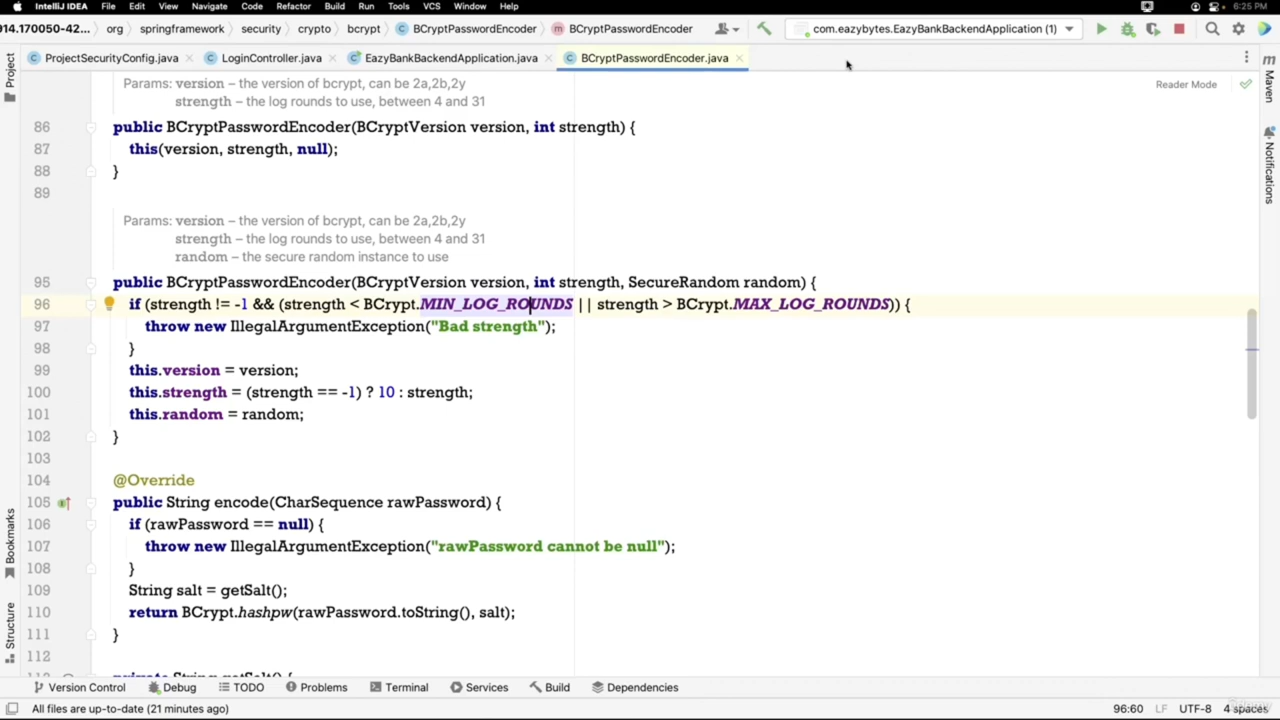 IntelliJ IDEA File Edit View Navigate Code Refactor Build Run Tools VCS Window Help 6:25 PM
914.170050-42... org springframework security crypto bcrypt BCryptPasswordEncoder BCryptPasswordEncoder com.eazybytes.EazyBankBackendApplication (1)
ProjectSecurityConfig.java LoginController.java EazyBankBackendApplication.java BCryptPasswordEncoder.java
Project
Maven
Notifications
Bookmarks
Structure
Reader Mode
Params: version – the version of bcrypt, can be 2a,2b,2y
strength – the log rounds to use, between 4 and 31
86 public BCryptPasswordEncoder(BCryptVersion version, int strength) {
87 this(version, strength, null);
88 }
89
Params: version – the version of bcrypt, can be 2a,2b,2y
strength – the log rounds to use, between 4 and 31
random – the secure random instance to use
95 public BCryptPasswordEncoder(BCryptVersion version, int strength, SecureRandom random) {
96 if (strength != -1 && (strength < BCrypt.MIN_LOG_ROUNDS || strength > BCrypt.MAX_LOG_ROUNDS)) {
97 throw new IllegalArgumentException("Bad strength");
98 }
99 this.version = version;
100 this.strength = (strength == -1) ? 10 : strength;
101 this.random = random;
102 }
103
104 @Override
105 public String encode(CharSequence rawPassword) {
106 if (rawPassword == null) {
107 throw new IllegalArgumentException("rawPassword cannot be null");
108 }
109 String salt = getSalt();
110 return BCrypt.hashpw(rawPassword.toString(), salt);
111 }
112
Version Control Debug TODO Problems Terminal Services Build Dependencies
All files are up-to-date (21 minutes ago) 96:60 LF UTF-8 4 spaces